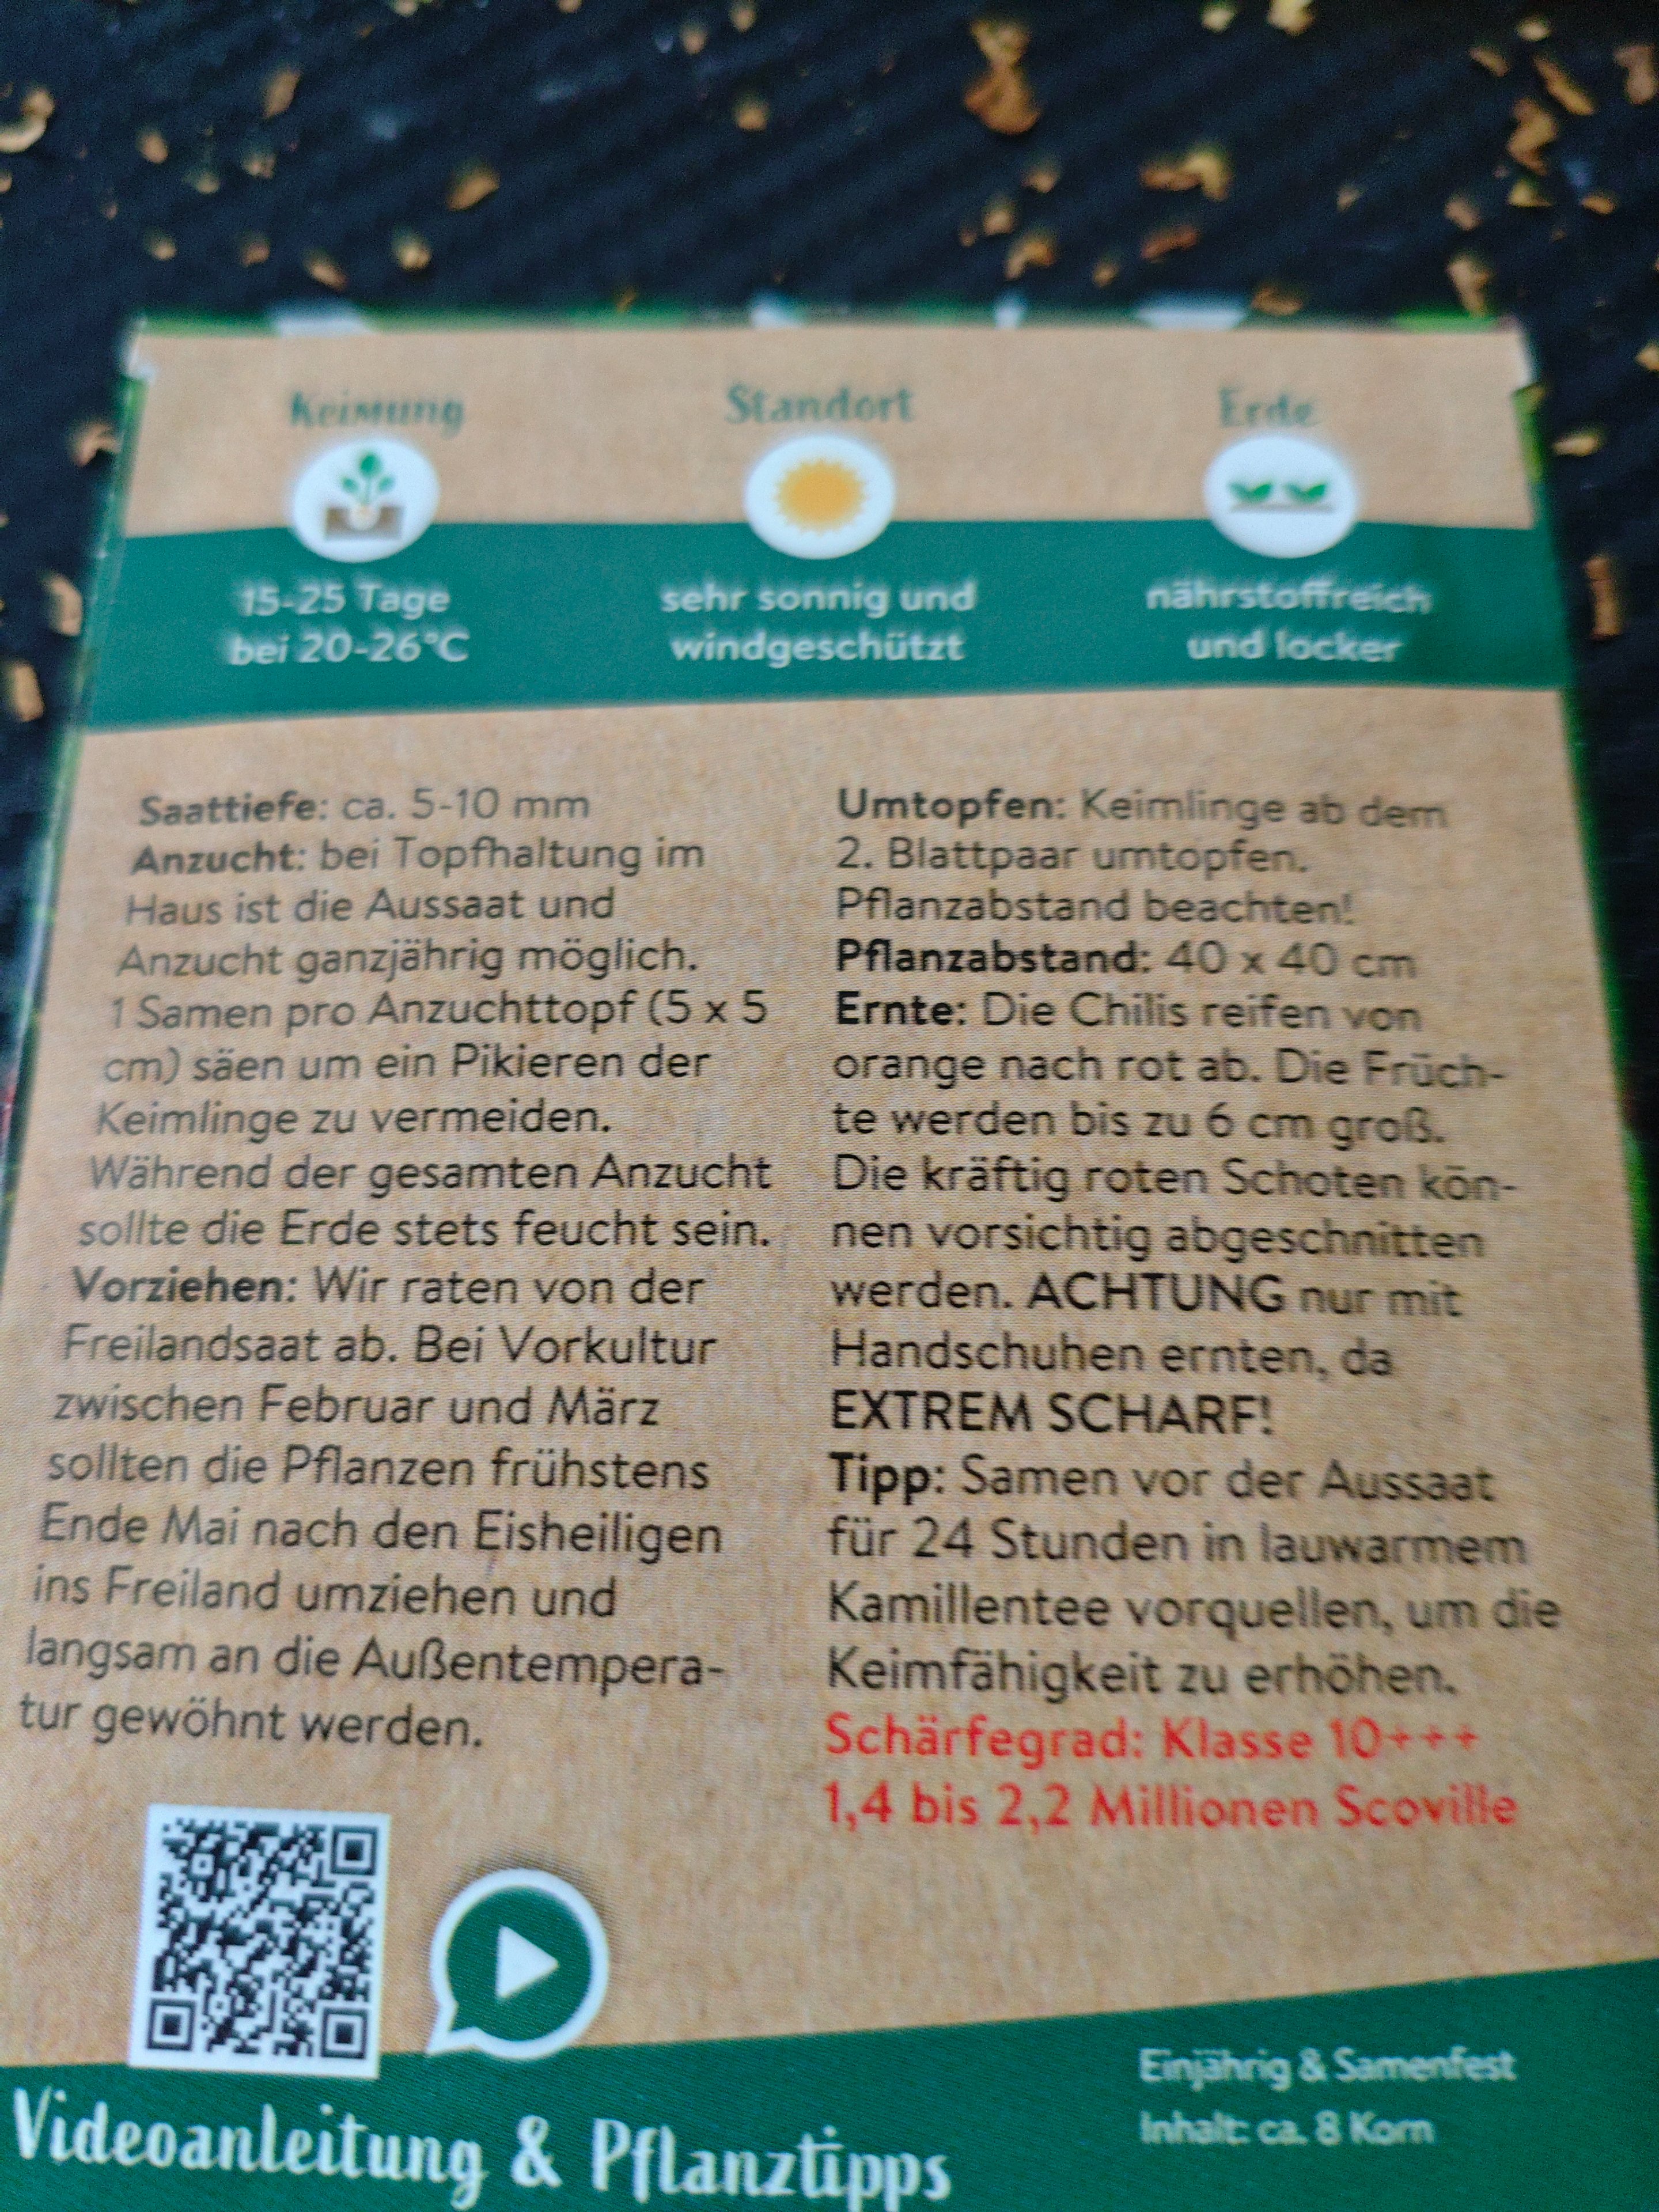 Keimung
15-25 Tage
bei 20-26°C
Standort
sehr sonnig und
windgeschützt
Erde
nährstoffreich
und locker
Saattiefe: ca. 5-10 mm
Anzucht: bei Topfhaltung im
Haus ist die Aussaat und
Anzucht ganzjährig möglich.
1 Samen pro Anzuchttopf (5 x 5
cm) säen um ein Pikieren der
Keimlinge zu vermeiden.
Während der gesamten Anzucht
sollte die Erde stets feucht sein.
Vorziehen: Wir raten von der
Freilandsaat ab. Bei Vorkultur
zwischen Februar und März
sollten die Pflanzen frühstens
Ende Mai nach den Eisheiligen
ins Freiland umziehen und
langsam an die Außentempera-
tur gewöhnt werden.
Umtopfen: Keimlinge ab dem
2. Blattpaar umtopfen.
Pflanzabstand beachten!
Pflanzabstand: 40 x 40 cm
Ernte: Die Chilis reifen von
orange nach rot ab. Die Früch-
te werden bis zu 6 cm groß.
Die kräftig roten Schoten kön-
nen vorsichtig abgeschnitten
werden. ACHTUNG nur mit
Handschuhen ernten, da
EXTREM SCHARF!
Tipp: Samen vor der Aussaat
für 24 Stunden in lauwarmem
Kamillentee vorquellen, um die
Keimfähigkeit zu erhöhen.
Schärfegrad: Klasse 10+++
1,4 bis 2,2 Millionen Scoville
Videoanleitung & Pflanztipps
Einjährig & Samenfest
Inhalt: ca. 8 Korn